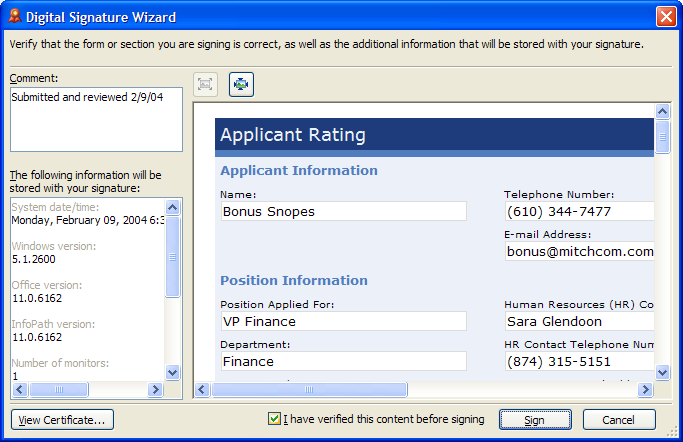 Digital Signature Wizard
Verify that the form or section you are signing is correct, as well as the additional information that will be stored with your signature.
Comment:
Submitted and reviewed 2/9/04
The following information will be
stored with your signature:
System date/time:
Monday, February 09, 2004 6:3
Windows version:
5.1.2600
Office version:
11.0.6162
InfoPath version:
11.0.6162
Number of monitors:
1
Applicant Rating
Applicant Information
Name:
Bonus Snopes
Telephone Number:
(610) 344-7477
E-mail Address:
bonus@mitchcom.com
Position Information
Position Applied For:
VP Finance
Human Resources (HR) Co
Sara Glendoon
Department:
Finance
HR Contact Telephone Num
(874) 315-5151
View Certificate...
I have verified this content before signing
Sign
Cancel